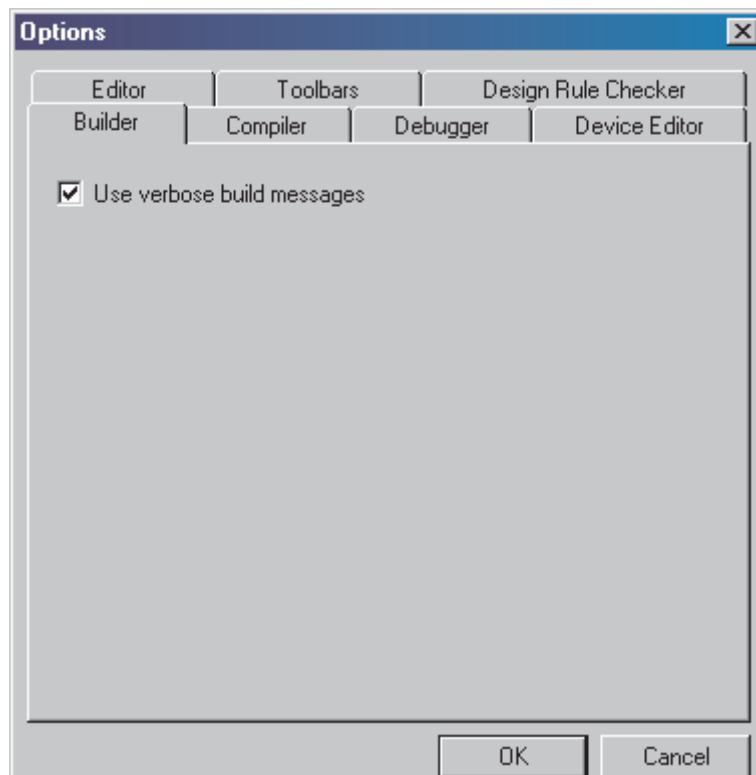 Options
Editor Toolbars Design Rule Checker
Builder Compiler Debugger Device Editor
Use verbose build messages
OK Cancel